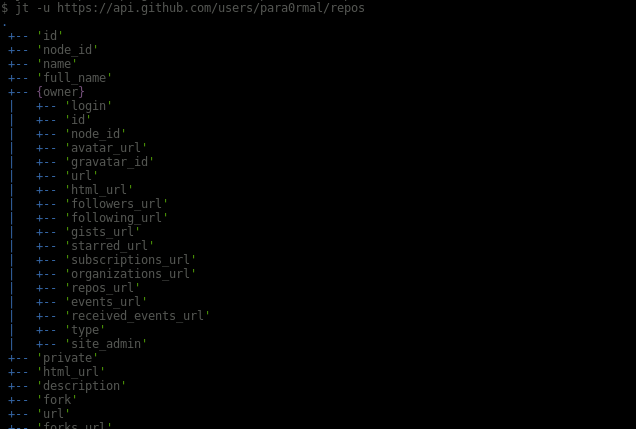 $ jt -u https://api.github.com/users/para0rmal/repos
.
+-- 'id'
+-- 'node_id'
+-- 'name'
+-- 'full_name'
+-- {owner}
|   +-- 'login'
|   +-- 'id'
|   +-- 'node_id'
|   +-- 'avatar_url'
|   +-- 'gravatar_id'
|   +-- 'url'
|   +-- 'html_url'
|   +-- 'followers_url'
|   +-- 'following_url'
|   +-- 'gists_url'
|   +-- 'starred_url'
|   +-- 'subscriptions_url'
|   +-- 'organizations_url'
|   +-- 'repos_url'
|   +-- 'events_url'
|   +-- 'received_events_url'
|   +-- 'type'
|   +-- 'site_admin'
+-- 'private'
+-- 'html_url'
+-- 'description'
+-- 'fork'
+-- 'url'
+-- 'forks_url'